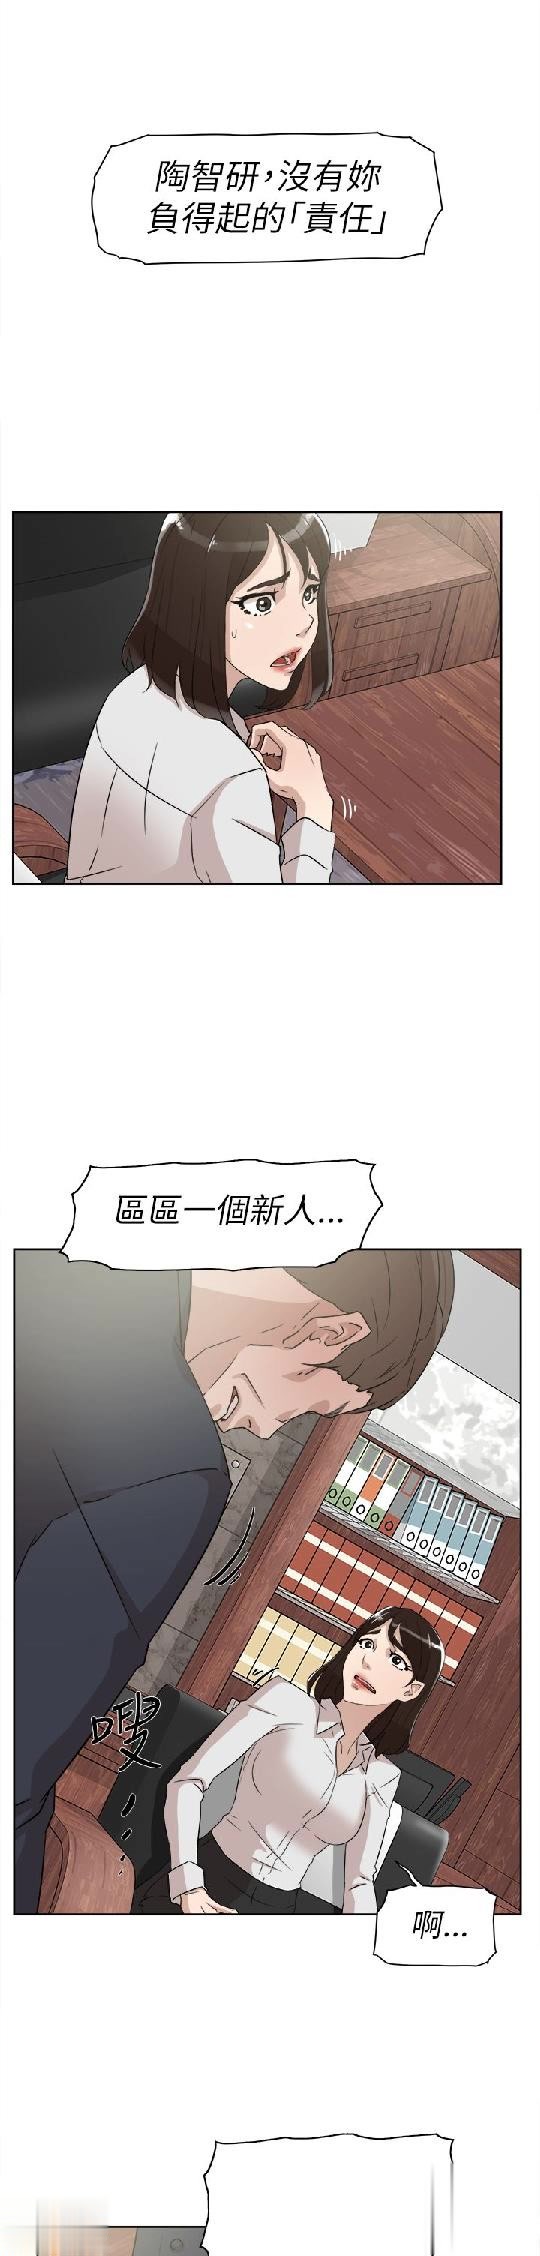 陶智研，沒有妳
負得起的「責任」
區區一個新人…
嗖
啊…